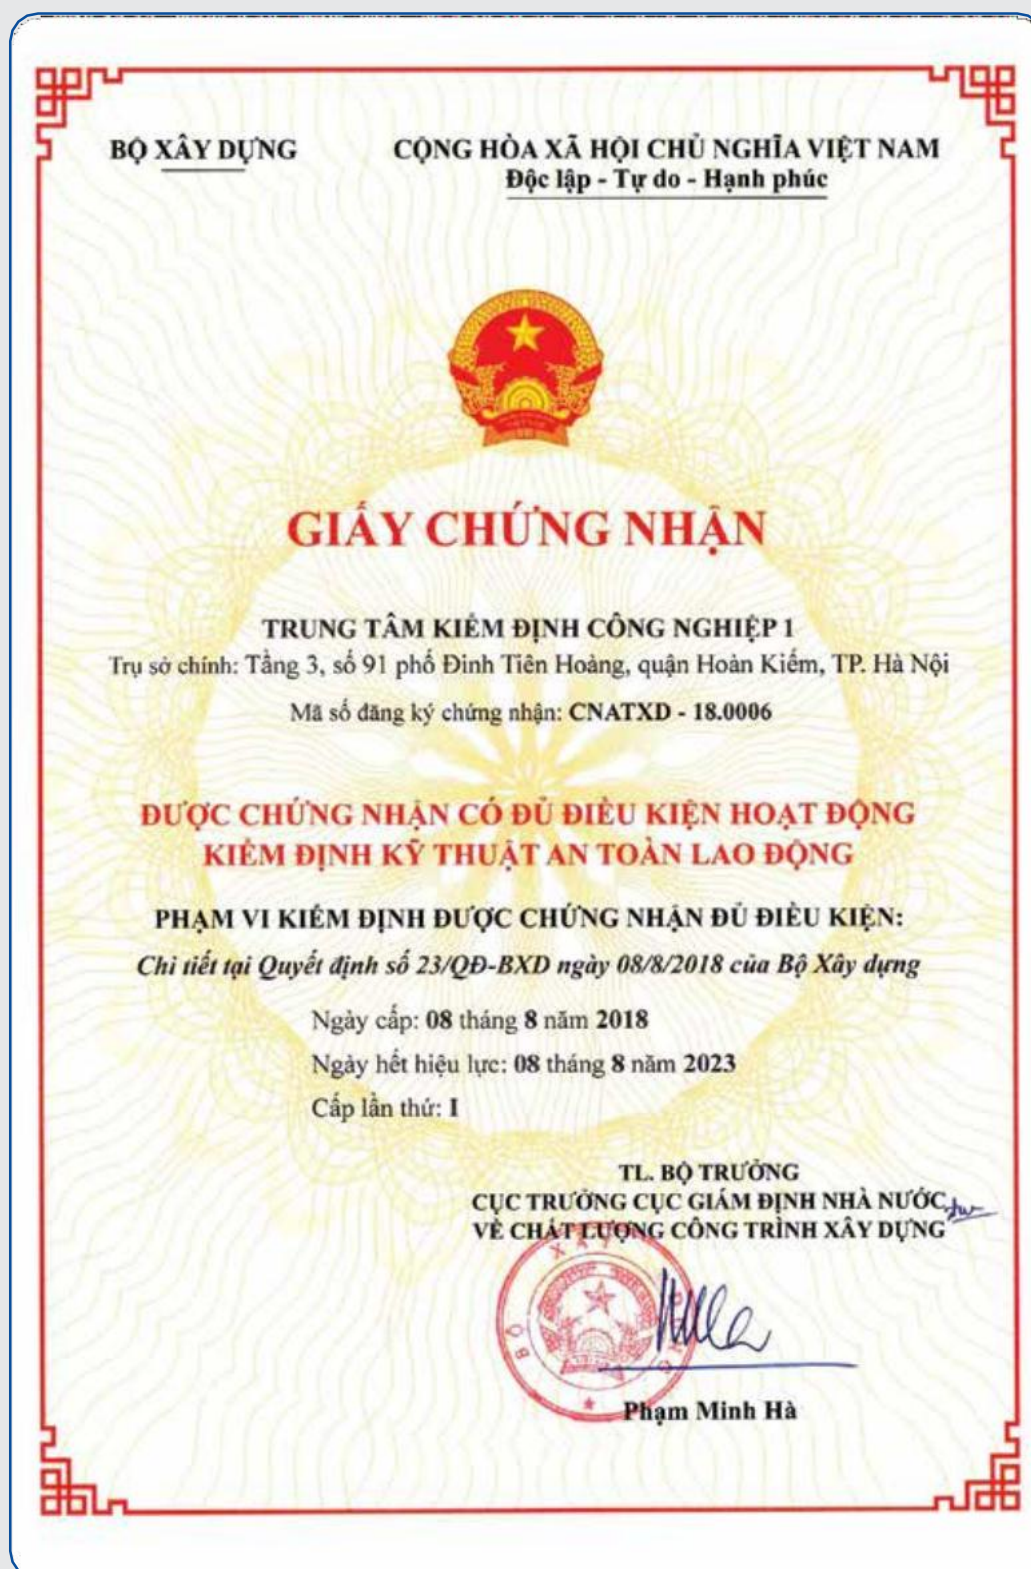 BỘ XÂY DỰNG
CỘNG HÒA XÃ HỘI CHỦ NGHĨA VIỆT NAM
Độc lập - Tự do - Hạnh phúc
GIẤY CHỨNG NHẬN
TRUNG TÂM KIỂM ĐỊNH CÔNG NGHIỆP 1
Trụ sở chính: Tầng 3, số 91 phố Đinh Tiên Hoàng, quận Hoàn Kiếm, TP. Hà Nội
Mã số đăng ký chứng nhận: CNATXD - 18.0006
ĐƯỢC CHỨNG NHẬN CÓ ĐỦ ĐIỀU KIỆN HOẠT ĐỘNG
KIỂM ĐỊNH KỸ THUẬT AN TOÀN LAO ĐỘNG
PHẠM VI KIỂM ĐỊNH ĐƯỢC CHỨNG NHẬN ĐỦ ĐIỀU KIỆN:
Chi tiết tại Quyết định số 23/QĐ-BXD ngày 08/8/2018 của Bộ Xây dựng
Ngày cấp: 08 tháng 8 năm 2018
Ngày hết hiệu lực: 08 tháng 8 năm 2023
Cấp lần thứ: I
TL. BỘ TRƯỞNG
CỤC TRƯỞNG CỤC GIÁM ĐỊNH NHÀ NƯỚC
VỀ CHẤT LƯỢNG CÔNG TRÌNH XÂY DỰNG
BỘ XÂY DỰNG
Phạm Minh Hà